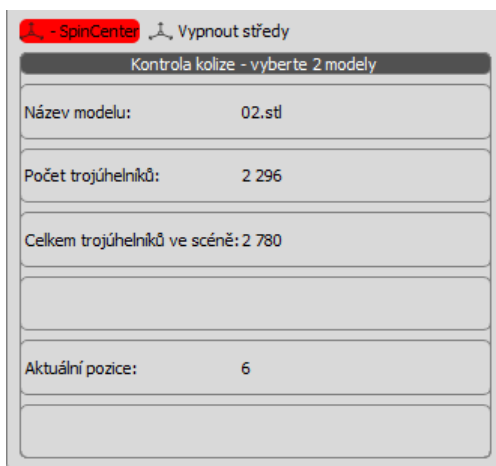 - SpinCenter Vypnout středy
Kontrola kolize - vyberte 2 modely
Název modelu: 02.stl
Počet trojúhelníků: 2 296
Celkem trojúhelníků ve scéně: 2 780
Aktuální pozice: 6